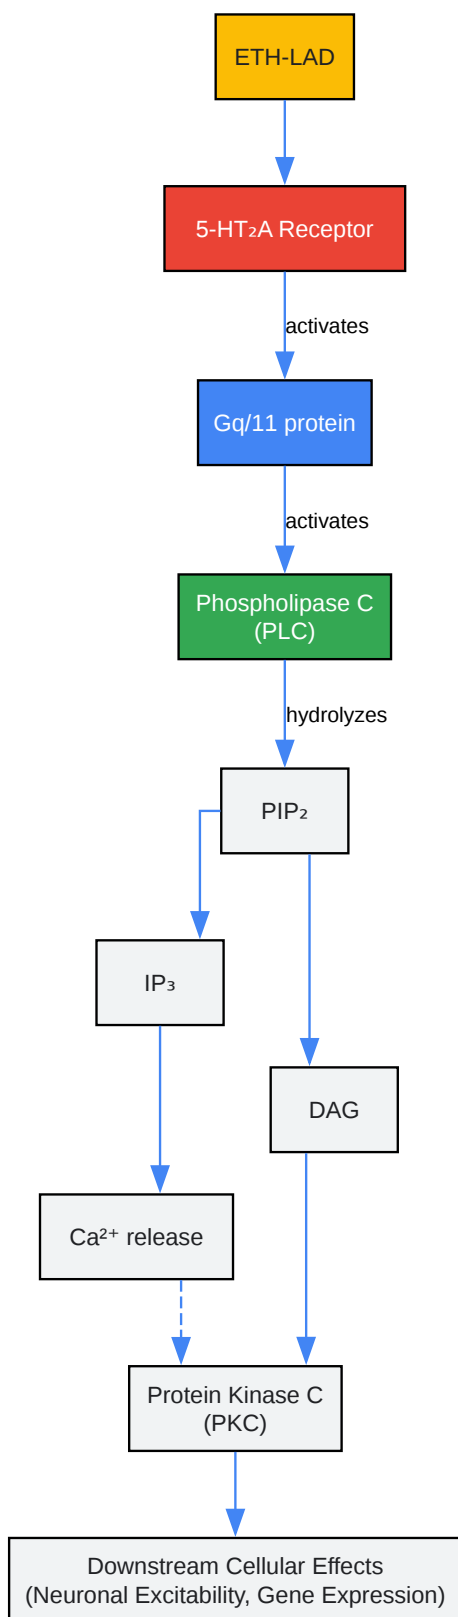 ETH-LAD
5-HT₂A Receptor
activates
Gq/11 protein
activates
Phospholipase C
(PLC)
hydrolyzes
PIP₂
IP₃
DAG
Ca²⁺ release
Protein Kinase C
(PKC)
Downstream Cellular Effects
(Neuronal Excitability, Gene Expression)